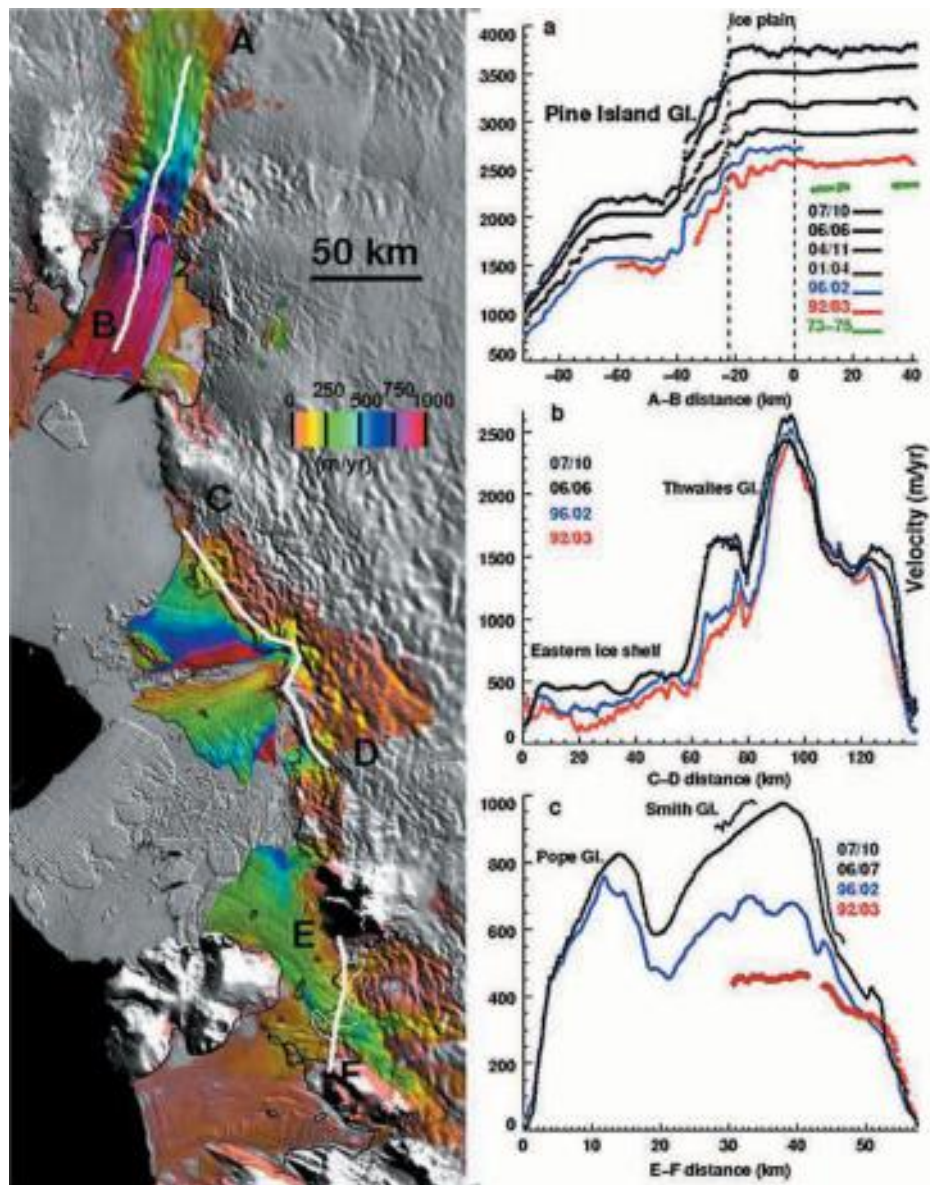 A
B
50 km
250 750
0 500 1000
(m/yr)
C
D
E
F
a
Ice plain
Pine Island Gl.
4000
3500
3000
2500
2000
1500
1000
500
07/10
06/06
04/11
01/04
96/02
92/03
73-75
-80 -60 -40 -20 0 20 40
A-B distance (km)
b
2500
2000
1500
1000
500
0
07/10
06/06
96/02
92/03
Thwaites Gl.
Eastern Ice shelf
Velocity (m/yr)
0 20 40 60 80 100 120
C-D distance (km)
c
1000
800
600
400
200
0
Smith Gl.
Pope Gl.
07/10
06/07
96/02
92/03
0 10 20 30 40 50
E-F distance (km)